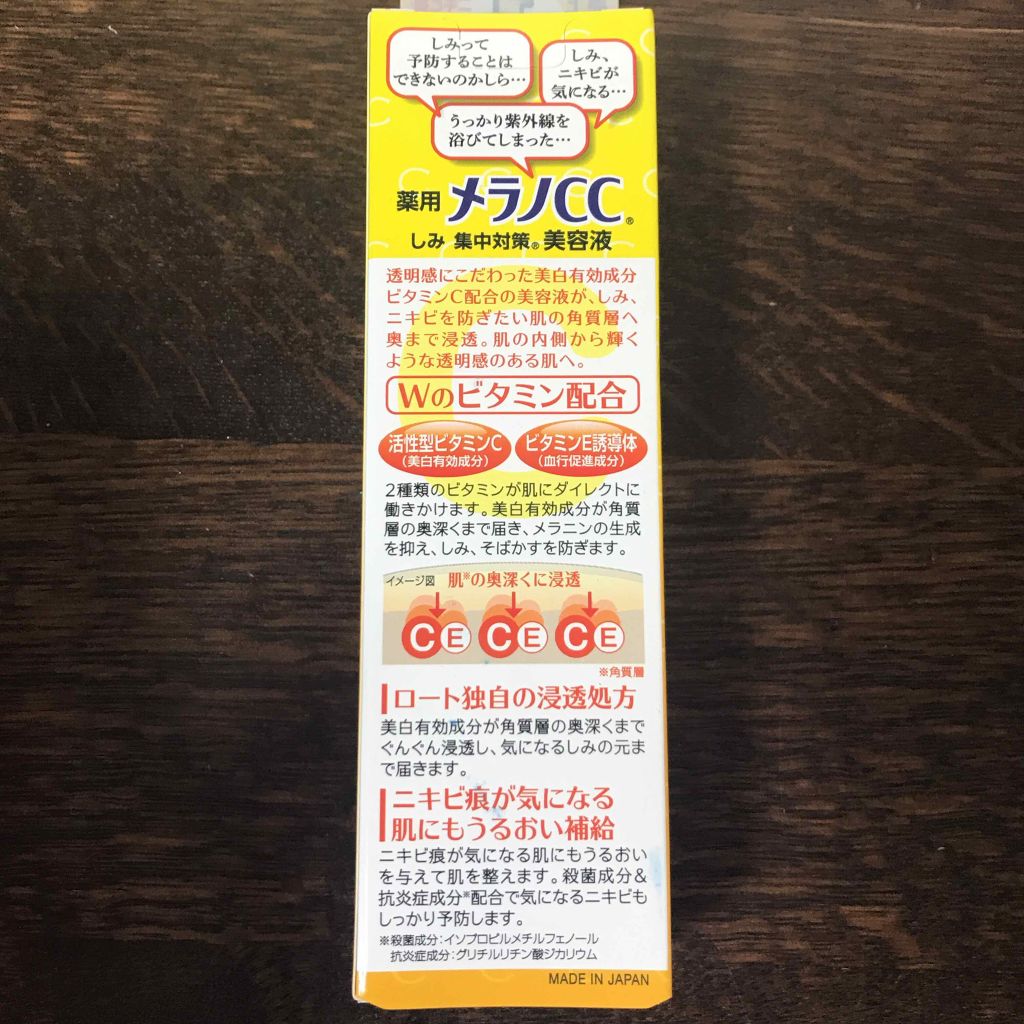 しみって
予防することは
できないのかしら…
しみ、
ニキビが
気になる…
うっかり紫外線を
浴びてしまった…
薬用 メラノCC®
しみ 集中対策® 美容液
透明感にこだわった美白有効成分
ビタミンC配合の美容液が、しみ、
ニキビを防ぎたい肌の角質層へ
奥まで浸透。肌の内側から輝く
ような透明感のある肌へ。
Wのビタミン配合
活性型ビタミンC
(美白有効成分)
ビタミンE誘導体
(血行促進成分)
2種類のビタミンが肌にダイレクトに
働きかけます。美白有効成分が角質
層の奥深くまで届き、メラニンの生成
を抑え、しみ、そばかすを防ぎます。
イメージ図 肌※の奥深くに浸透
C E C E C E
※角質層
ロート独自の浸透処方
美白有効成分が角質層の奥深くまで
ぐんぐん浸透し、気になるしみの元ま
で届きます。
ニキビ痕が気になる
肌にもうるおい補給
ニキビ痕が気になる肌にもうるおい
を与えて肌を整えます。殺菌成分&
抗炎症成分※配合で気になるニキビも
しっかり予防します。
※殺菌成分:イソプロピルメチルフェノール
抗炎症成分:グリチルリチン酸ジカリウム
MADE IN JAPAN